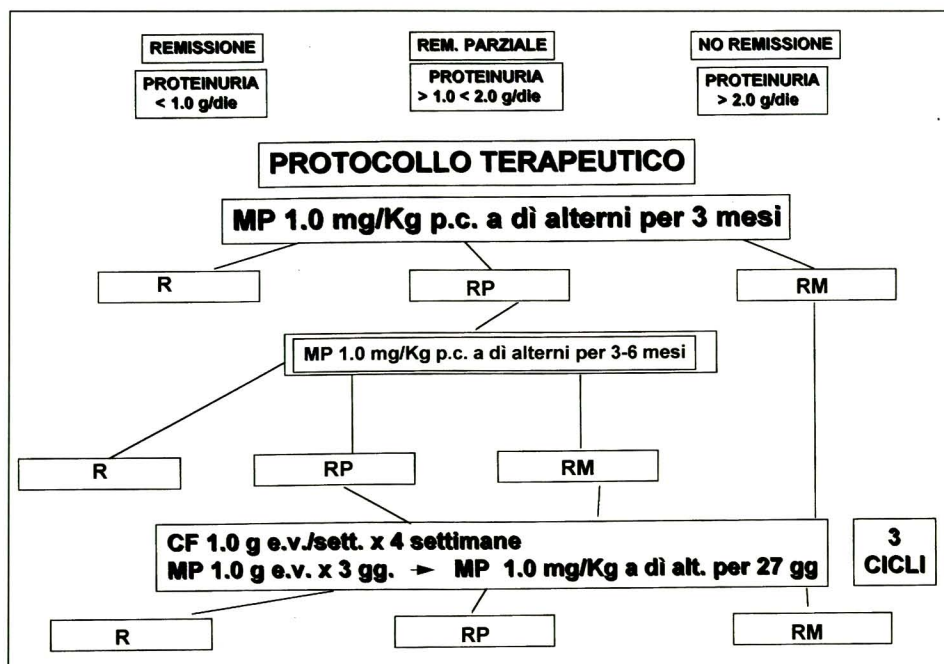 REMISSIONE
REM. PARZIALE
NO REMISSIONE
PROTEINURIA
< 1.0 g/die
PROTEINURIA
> 1.0 < 2.0 g/die
PROTEINURIA
> 2.0 g/die
PROTOCOLLO TERAPEUTICO
MP 1.0 mg/Kg p.c. a dì alterni per 3 mesi
R
RP
RM
MP 1.0 mg/Kg p.c. a dì alterni per 3-6 mesi
R
RP
RM
CF 1.0 g e.v./sett. x 4 settimane
MP 1.0 g e.v. x 3 gg. → MP 1.0 mg/Kg a dì alt. per 27 gg
3
CICLI
R
RP
RM